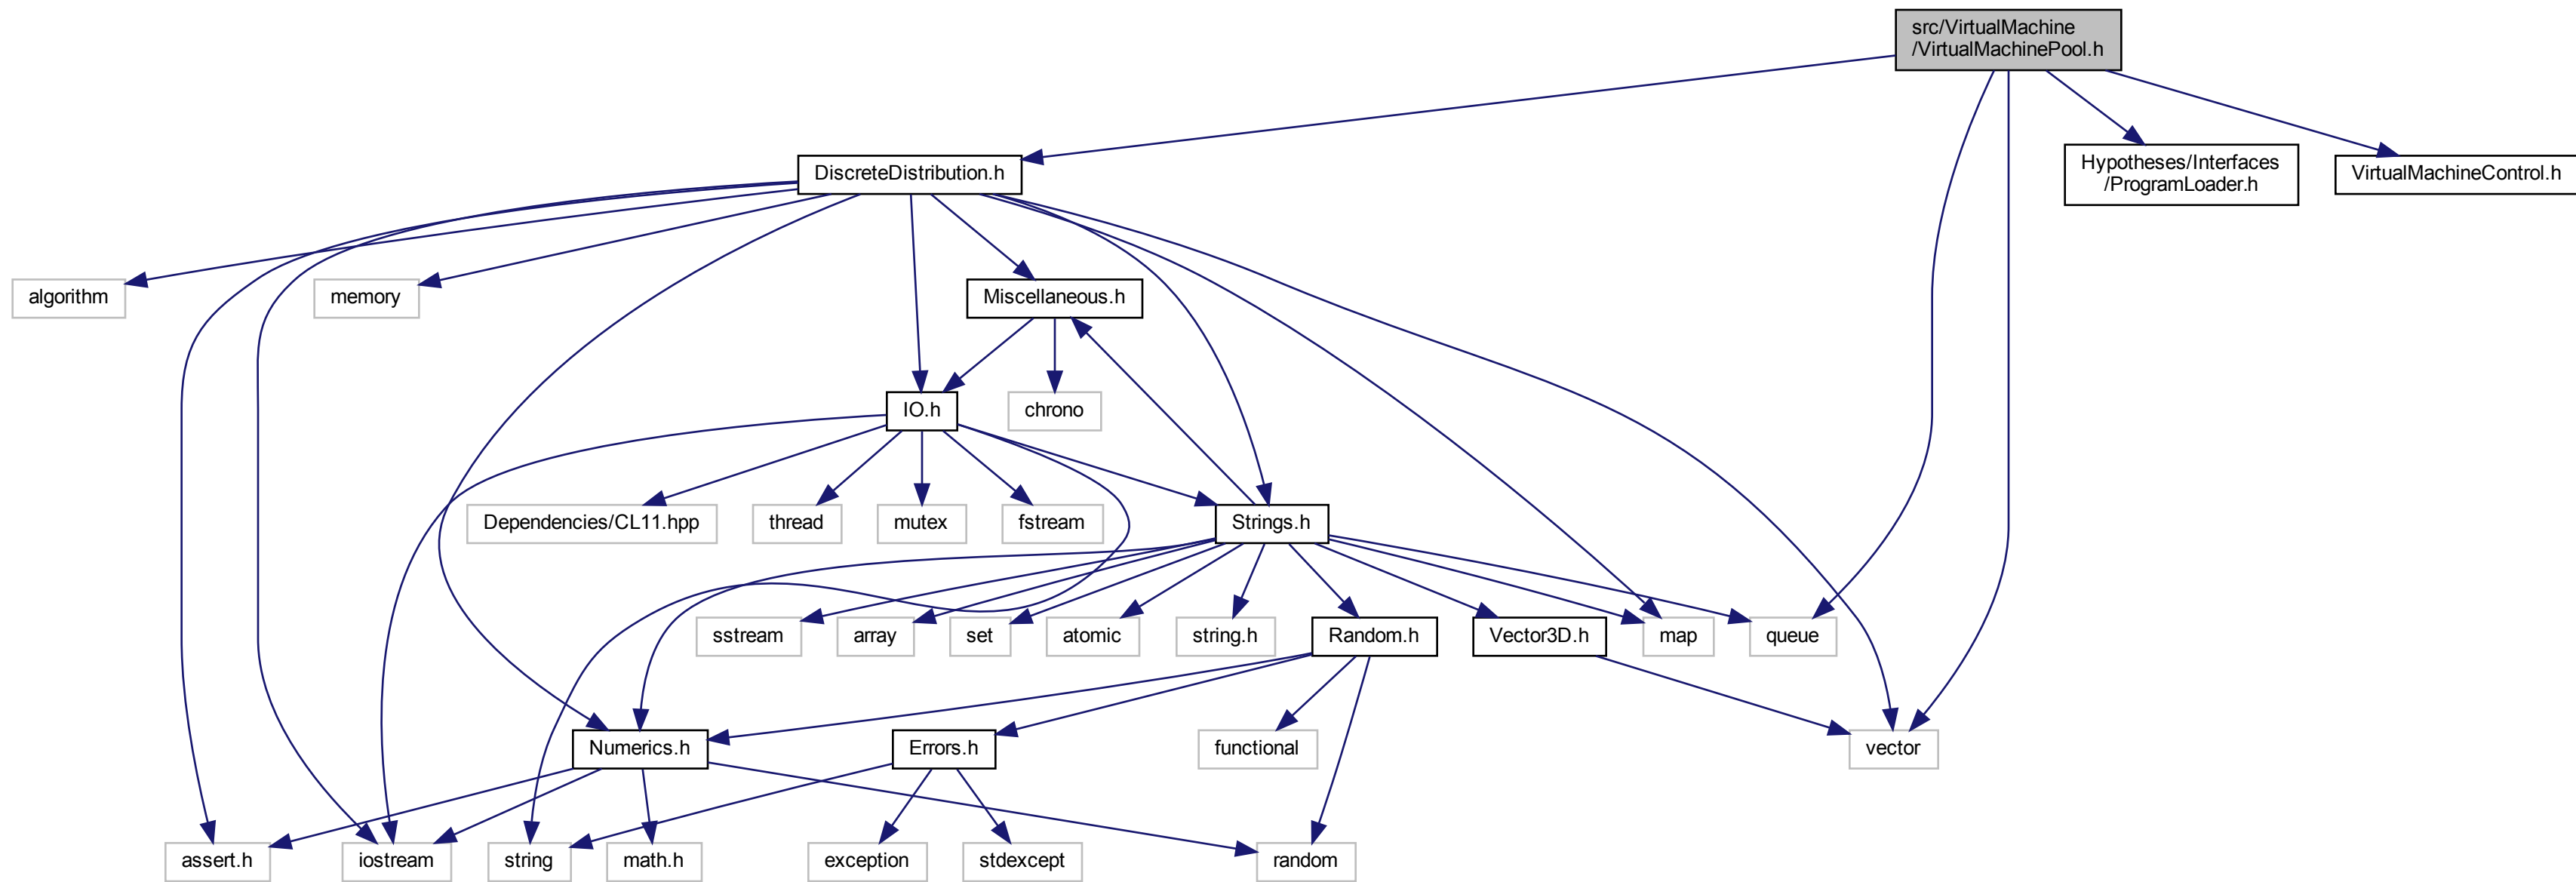 src/VirtualMachine
/VirtualMachinePool.h
DiscreteDistribution.h
Hypotheses/Interfaces
/ProgramLoader.h
VirtualMachineControl.h
algorithm
memory
Miscellaneous.h
IO.h
chrono
Dependencies/CL11.hpp
thread
mutex
fstream
Strings.h
sstream
array
set
atomic
string.h
Random.h
Vector3D.h
map
queue
Numerics.h
Errors.h
functional
vector
assert.h
iostream
string
math.h
exception
stdexcept
random